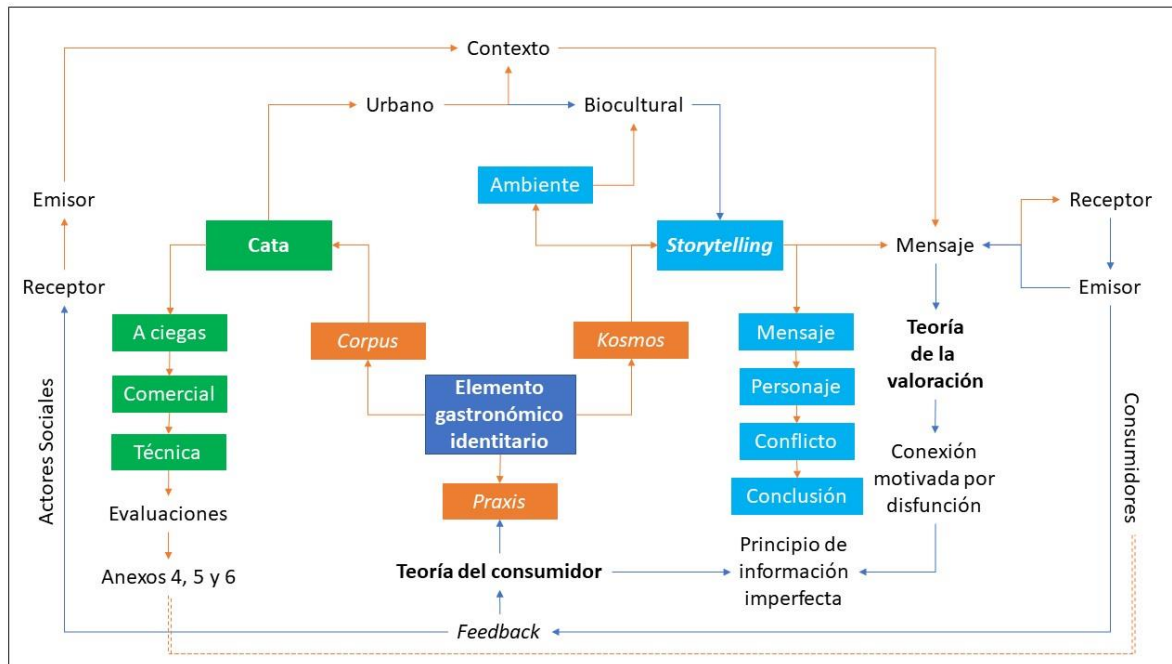 Contexto
Urbano
Biocultural
Ambiente
Emisor
Receptor
Cata
Storytelling
Mensaje
Receptor
Emisor
A ciegas
Comercial
Técnica
Evaluaciones
Anexos 4, 5 y 6
Actores Sociales
Corpus
Kosmos
Elemento
gastronómico
identitario
Praxis
Mensaje
Personaje
Conflicto
Conclusión
Teoría
de la
valoración
Conexión
motivada por
disfunción
Consumidores
Teoría del consumidor
Principio de
información
imperfecta
Feedback